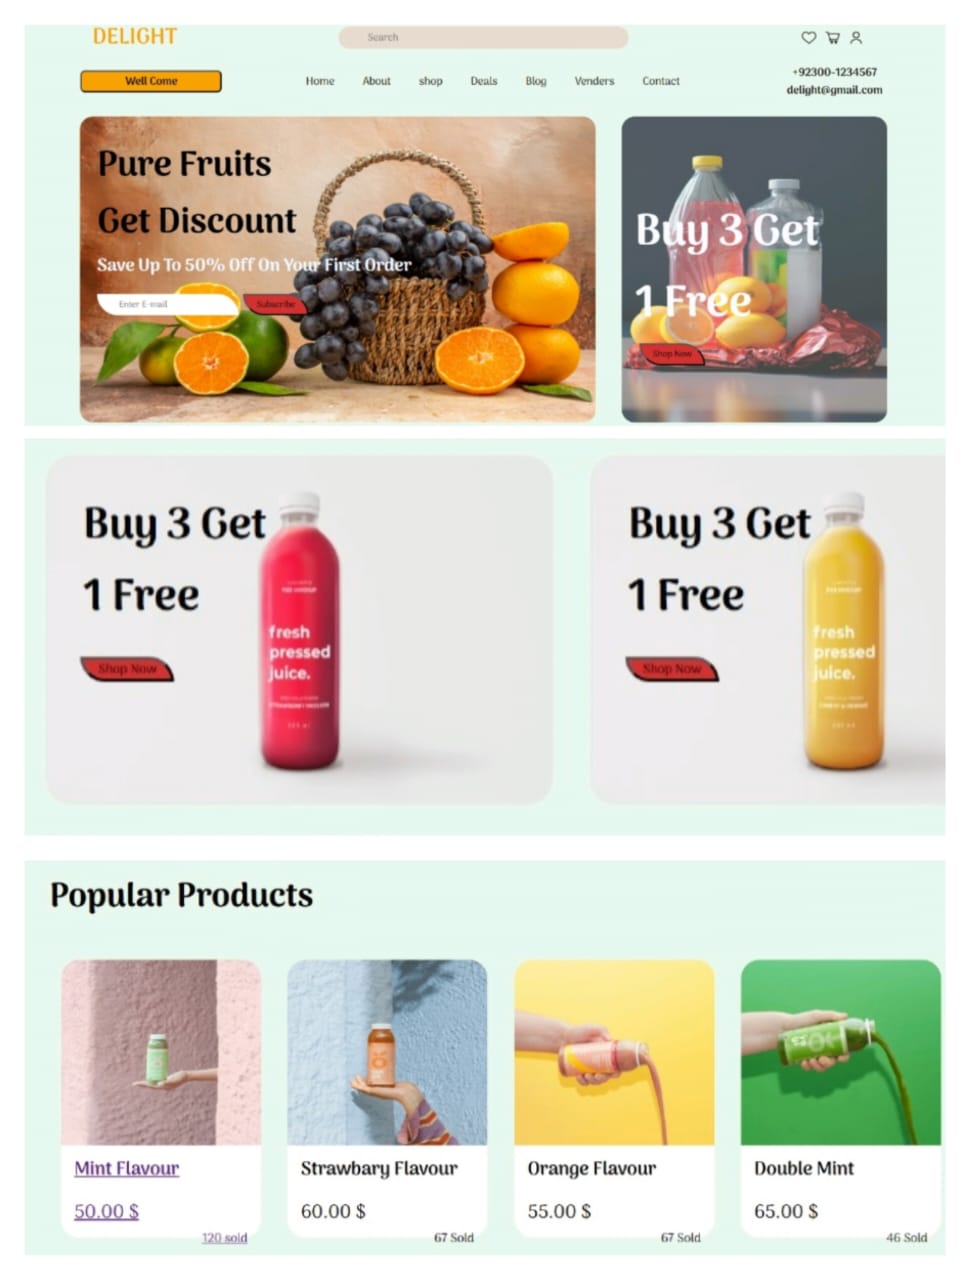 DELIGHT
Search
Well Come
Home About shop Deals Blog Venders Contact
+92300-1234567
delight@gmail.com
Pure Fruits
Get Discount
Save Up To 50% Off On Your First Order
Enter E-mail
Subscribe
Buy 3 Get
1 Free
Shop Now
Buy 3 Get
1 Free
Shop Now
fresh
pressed
juice.
Buy 3 Get
1 Free
Shop Now
fresh
pressed
juice.
Popular Products
Mint Flavour
50.00 $
120 sold
Strawbary Flavour
60.00 $
67 Sold
Orange Flavour
55.00 $
67 Sold
Double Mint
65.00 $
46 Sold